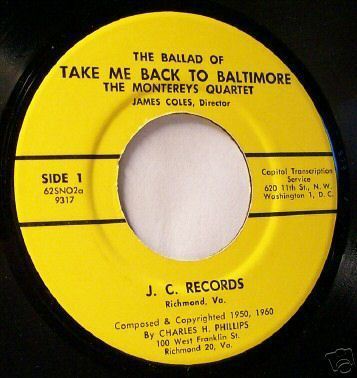 THE BALLAD OF
TAKE ME BACK TO BALTIMORE
THE MONTEREYS QUARTET
JAMES COLES, Director
SIDE 1
62SNO2a
9317
Capitol Transcription
Service
620 11th St., N. W.
Washington 1, D. C.
J. C. RECORDS
Richmond, Va.
Composed & Copyrighted 1950, 1960
By CHARLES H. PHILLIPS
100 West Franklin St.
Richmond 20, Va.